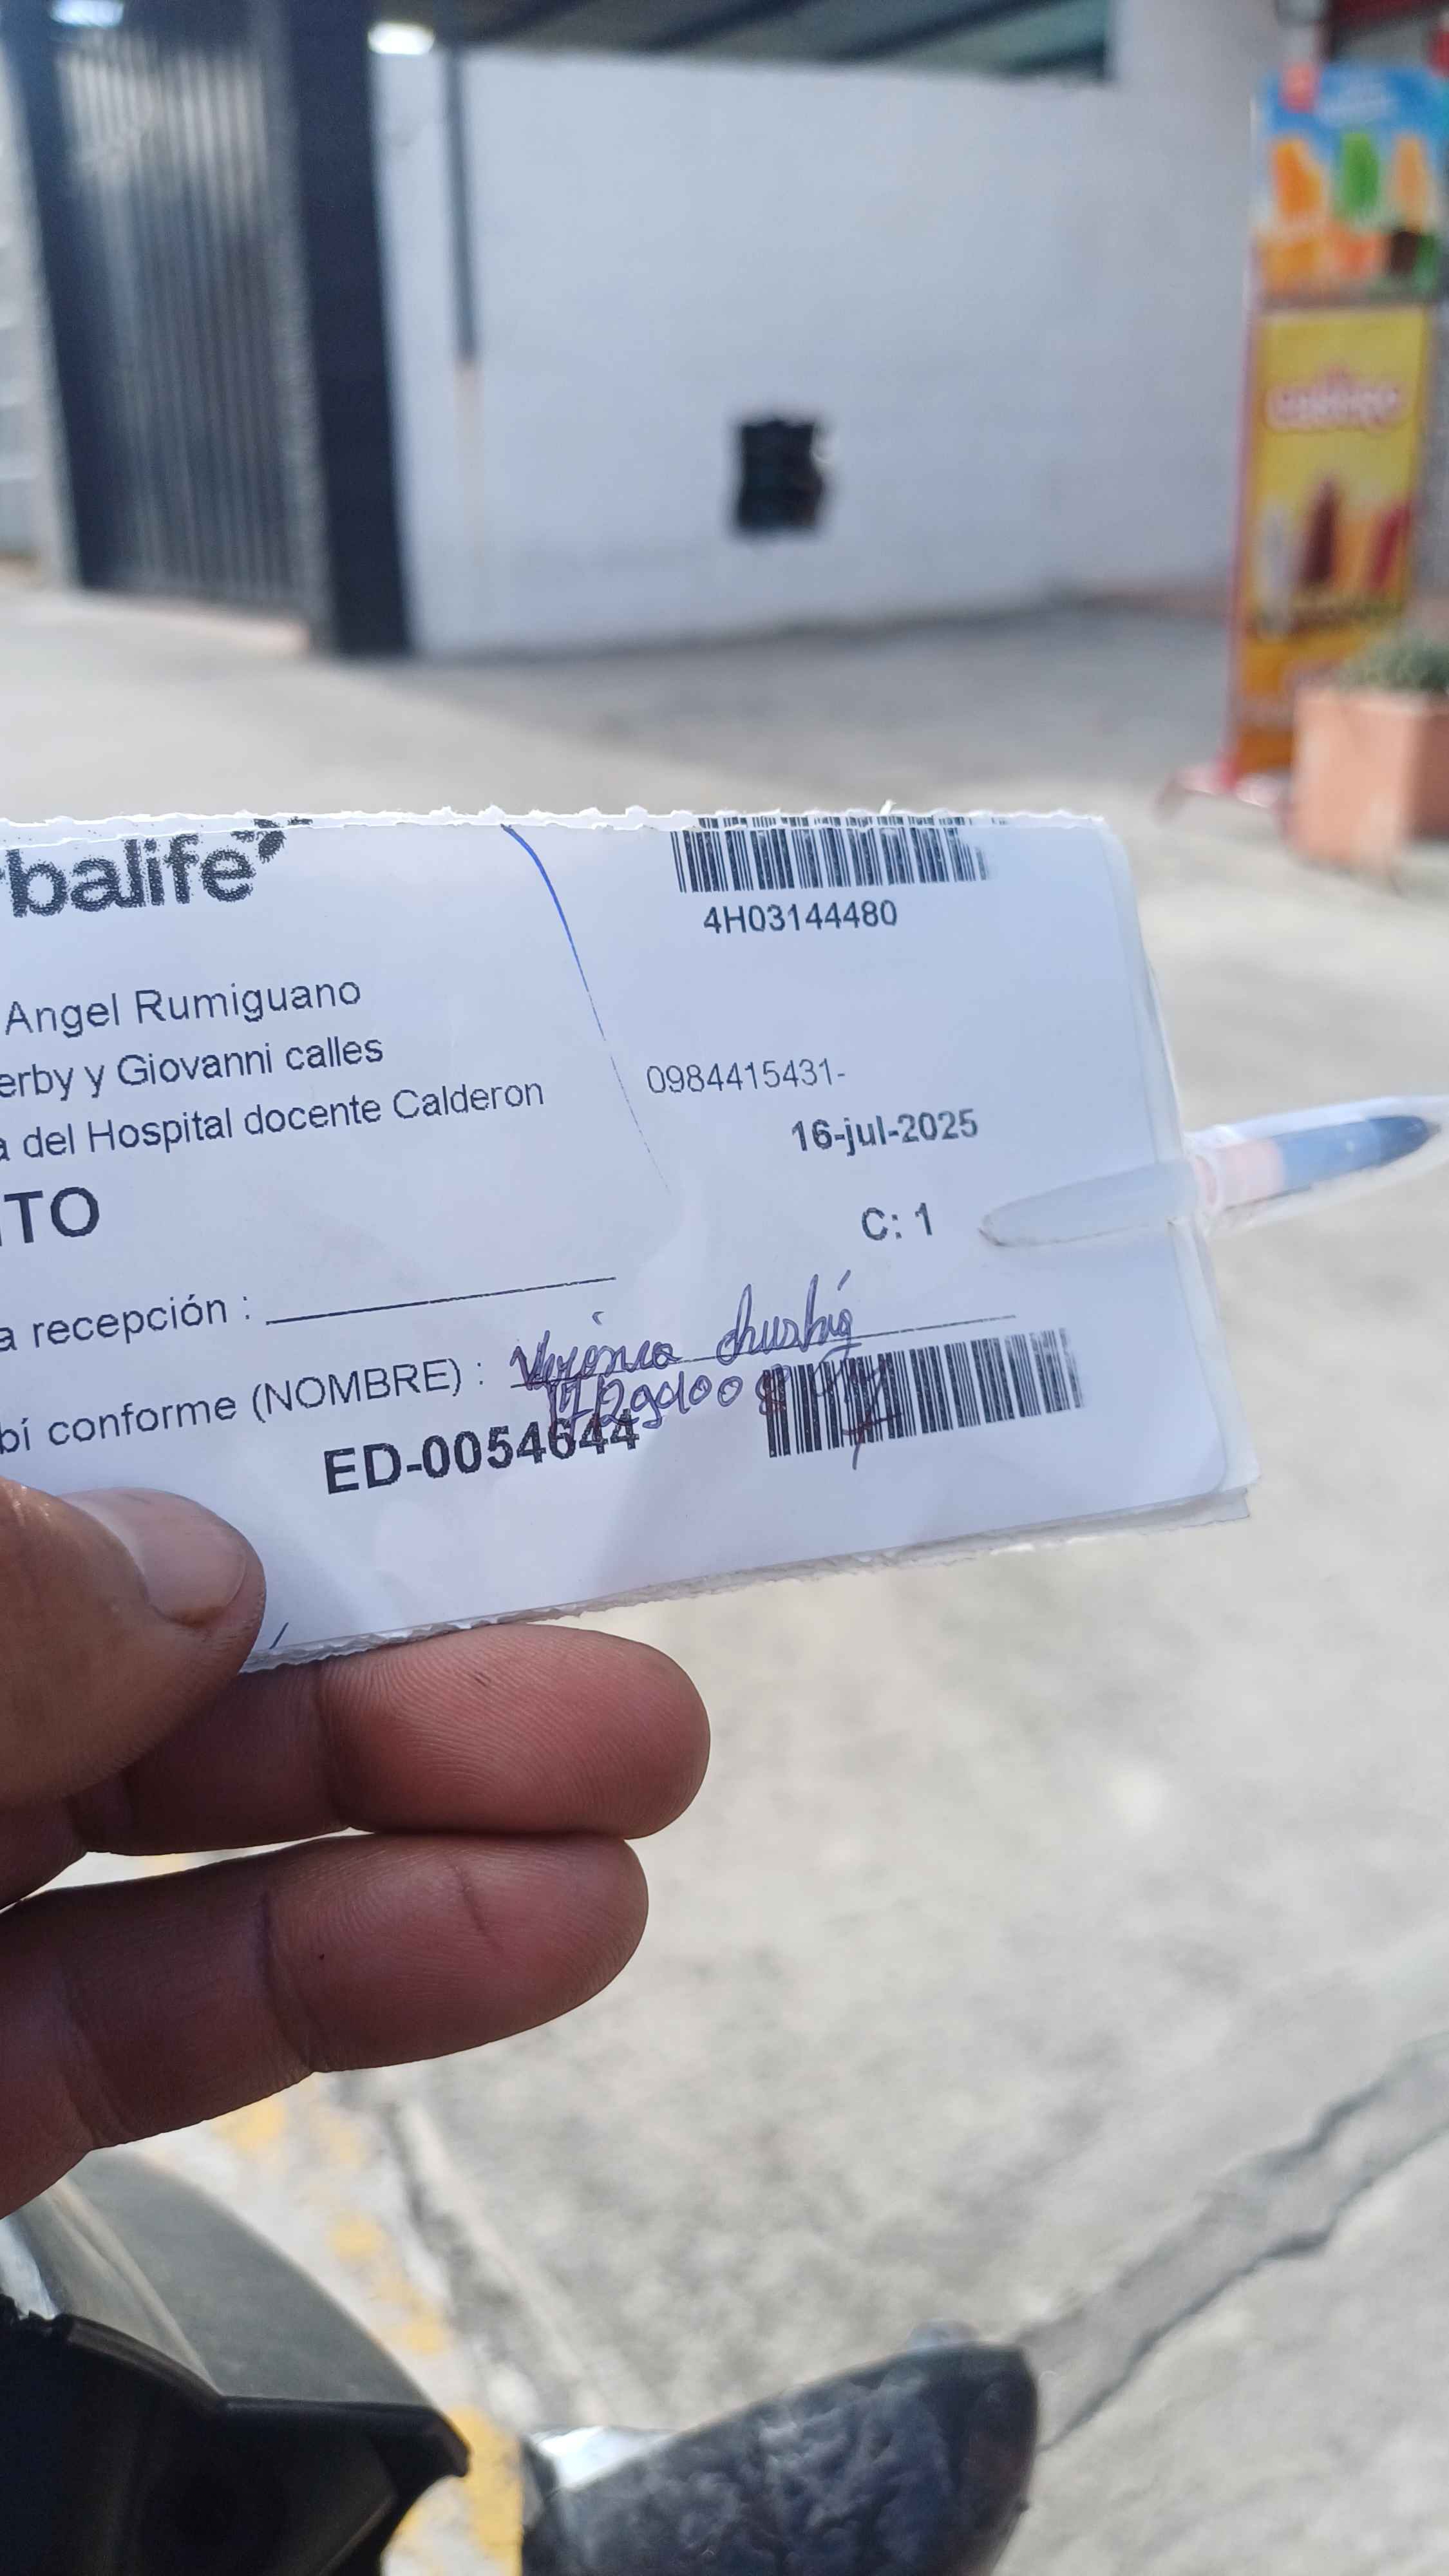 rbalife
4H03144480
Angel Rumiguano
erby y Giovanni calles
0984415431-
a del Hospital docente Calderon
16-jul-2025
ITO
C: 1
a recepción :
bí conforme (NOMBRE) : Verónica
ED-0054644